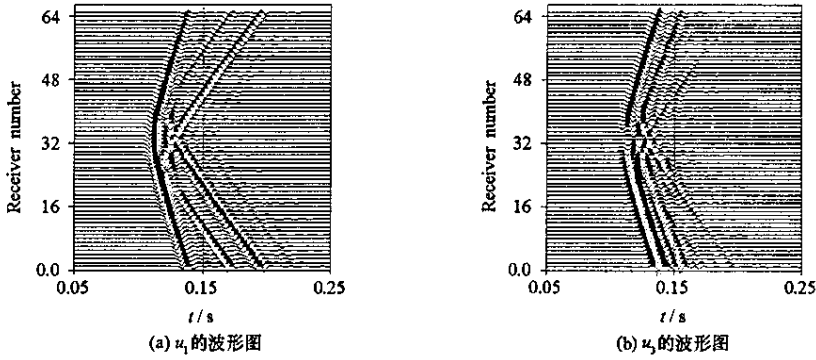 64
48
32
16
0.0
Receiver number
0.05
0.15
0.25
t / s
(a) u₁的波形图
64
48
32
16
0.0
Receiver number
0.05
0.15
0.25
t / s
(b) u₃的波形图